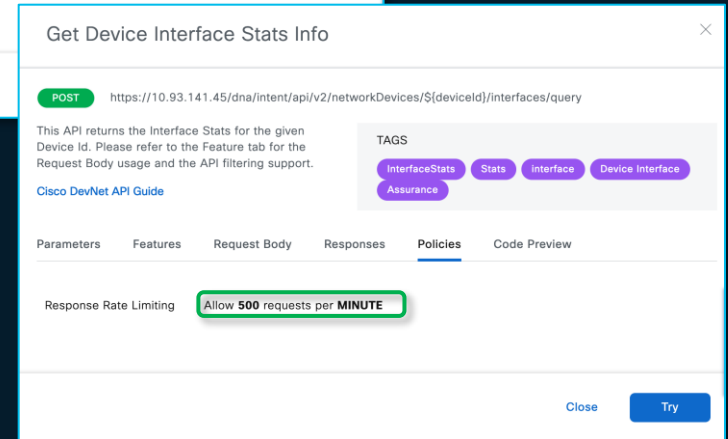 Get Device Interface Stats Info
POST https://10.93.141.45/dna/intent/api/v2/networkDevices/${deviceId}/interfaces/query
This API returns the Interface Stats for the given
Device Id. Please refer to the Feature tab for the
Request Body usage and the API filtering support.
Cisco DevNet API Guide
TAGS
InterfaceStats Stats interface Device Interface
Assurance
Parameters Features Request Body Responses Policies Code Preview
Response Rate Limiting Allow 500 requests per MINUTE
Close Try